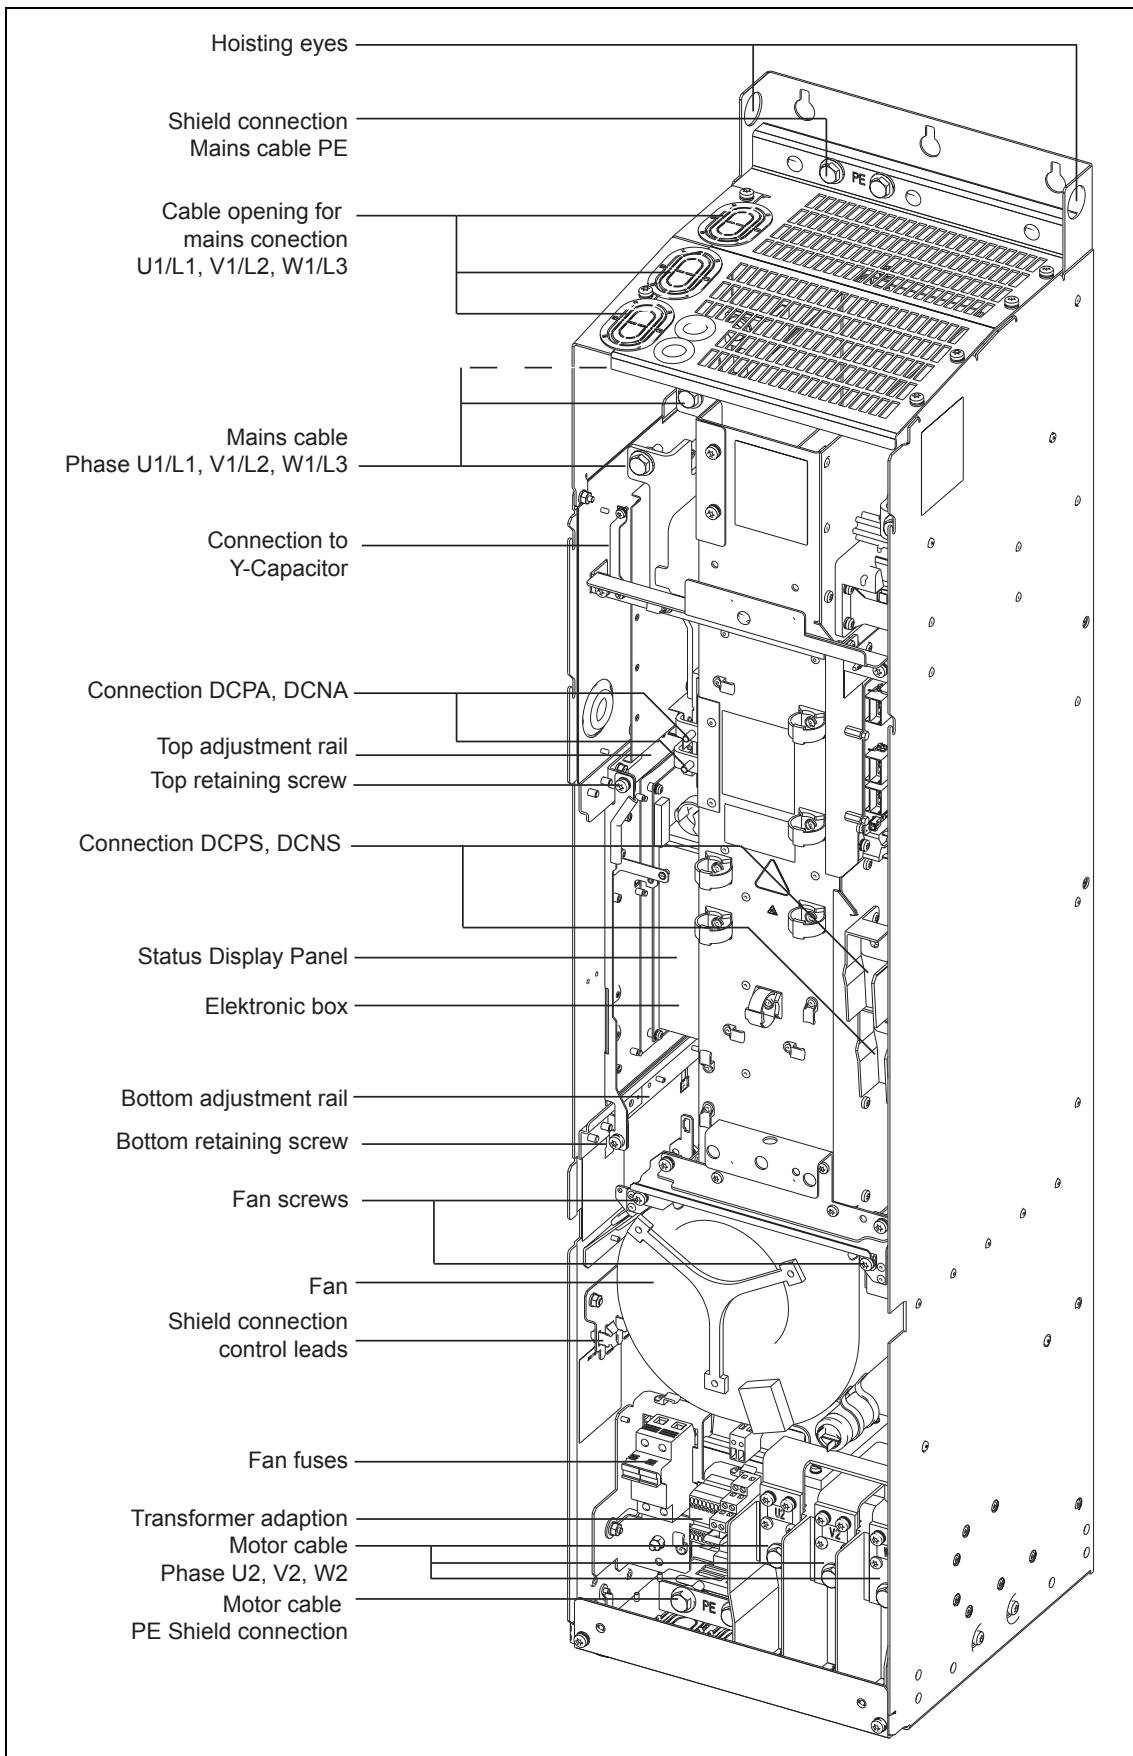 Hoisting eyes
Shield connection
Mains cable PE
PE
Cable opening for
mains conection
U1/L1, V1/L2, W1/L3
Mains cable
Phase U1/L1, V1/L2, W1/L3
Connection to
Y-Capacitor
Connection DCPA, DCNA
Top adjustment rail
Top retaining screw
Connection DCPS, DCNS
Status Display Panel
Elektronic box
Bottom adjustment rail
Bottom retaining screw
Fan screws
Fan
Shield connection
control leads
Fan fuses
Transformer adaption
Motor cable
Phase U2, V2, W2
U2
V2
Motor cable
PE Shield connection
PE